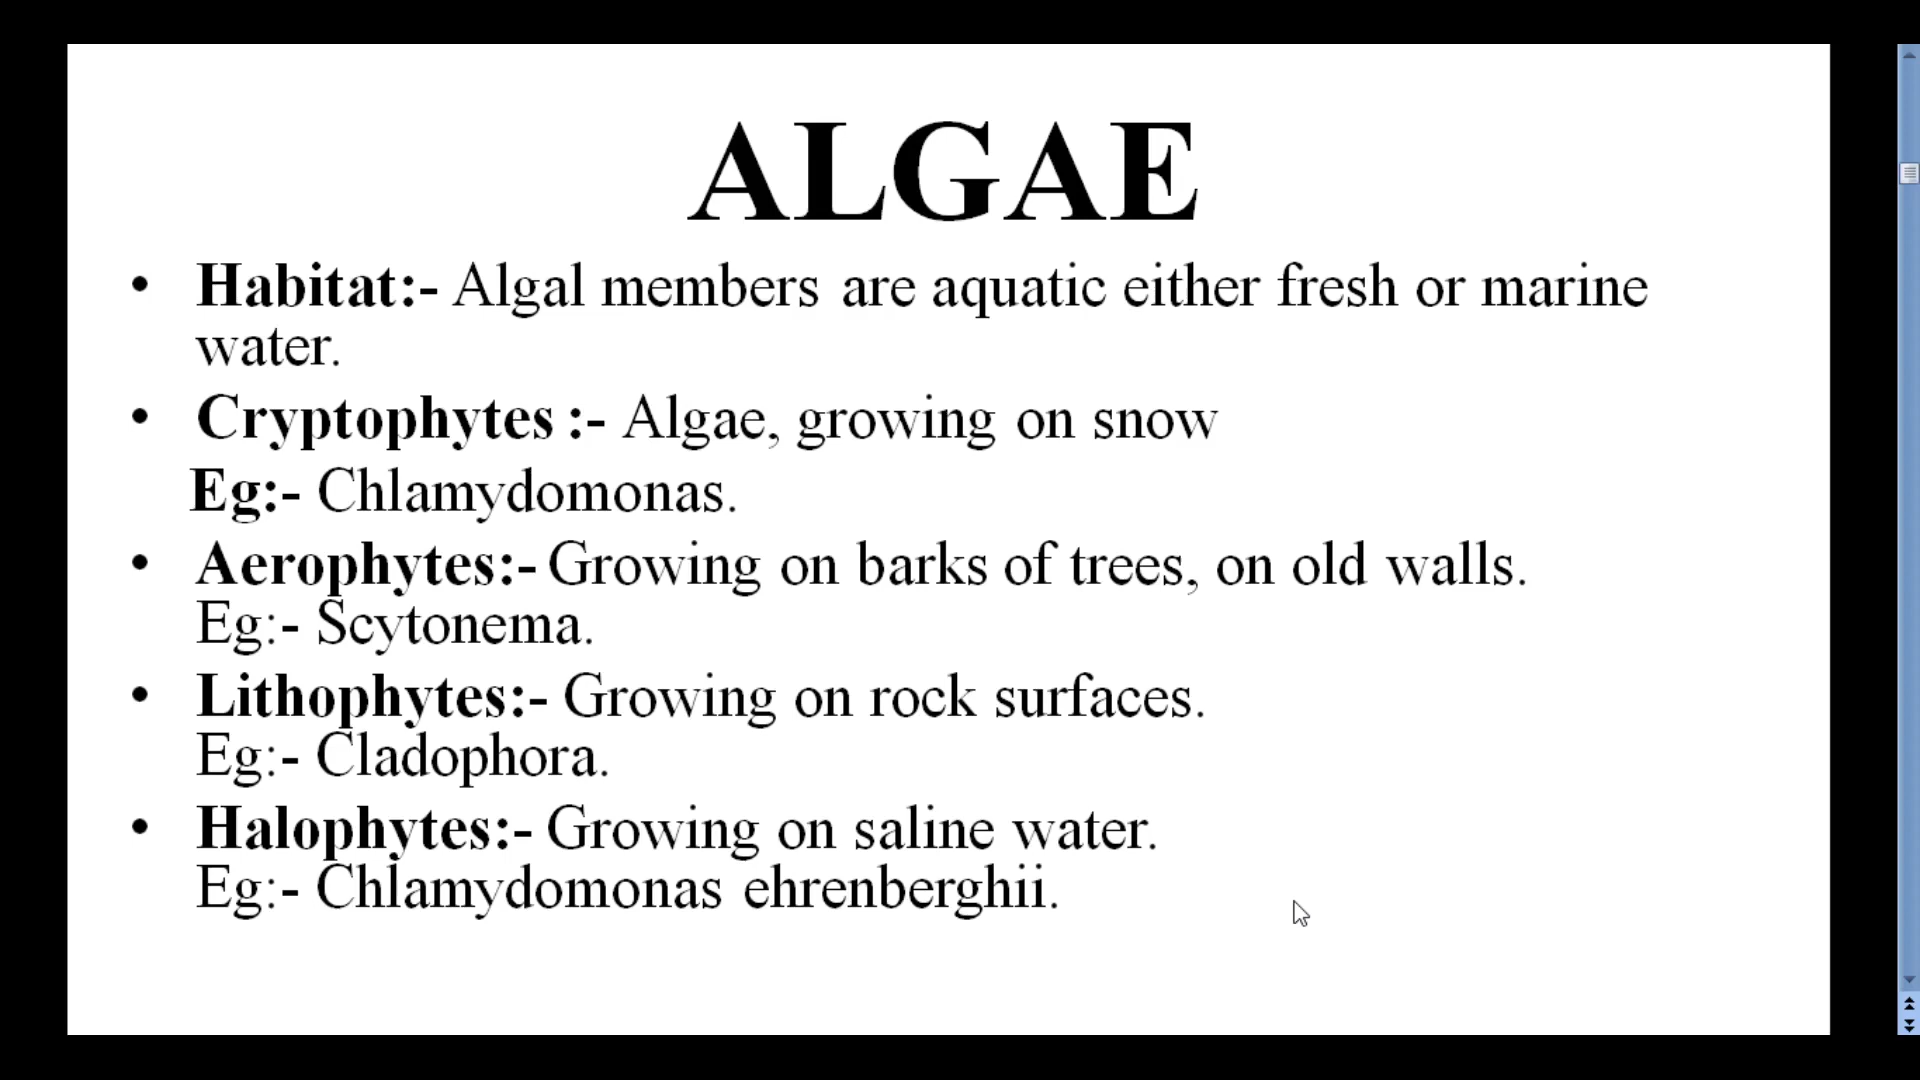 ALGAE
• Habitat:- Algal members are aquatic either fresh or marine
water.
• Cryptophytes :- Algae, growing on snow
Eg:- Chlamydomonas.
• Aerophytes:- Growing on barks of trees, on old walls.
Eg:- Scytonema.
• Lithophytes:- Growing on rock surfaces.
Eg:- Cladophora.
• Halophytes:- Growing on saline water.
Eg:- Chlamydomonas ehrenberghii.